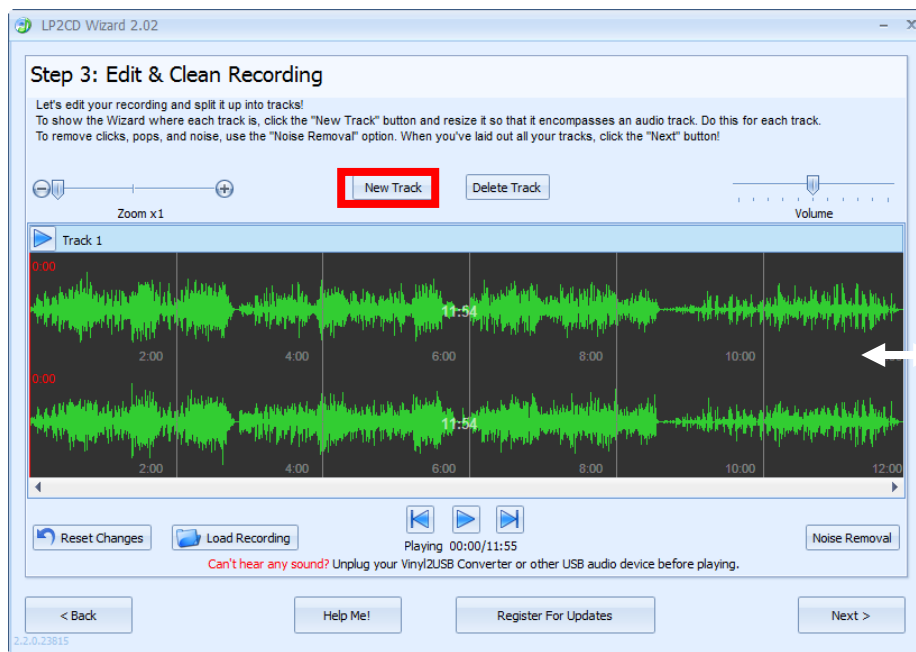 LP2CD Wizard 2.02
Step 3: Edit & Clean Recording
Let's edit your recording and split it up into tracks!
To show the Wizard where each track is, click the "New Track" button and resize it so that it encompasses an audio track. Do this for each track.
To remove clicks, pops, and noise, use the "Noise Removal" option. When you've laid out all your tracks, click the "Next" button!
New Track Delete Track
Zoom x1 Volume
Track 1
0:00
11:54
2:00 4:00 6:00 8:00 10:00
0:00
11:54
2:00 4:00 6:00 8:00 10:00 12:00
Reset Changes Load Recording Noise Removal
Playing 00:00/11:55
Can't hear any sound? Unplug your Vinyl2USB Converter or other USB audio device before playing.
< Back Help Me! Register For Updates Next >
2.2.0.23815